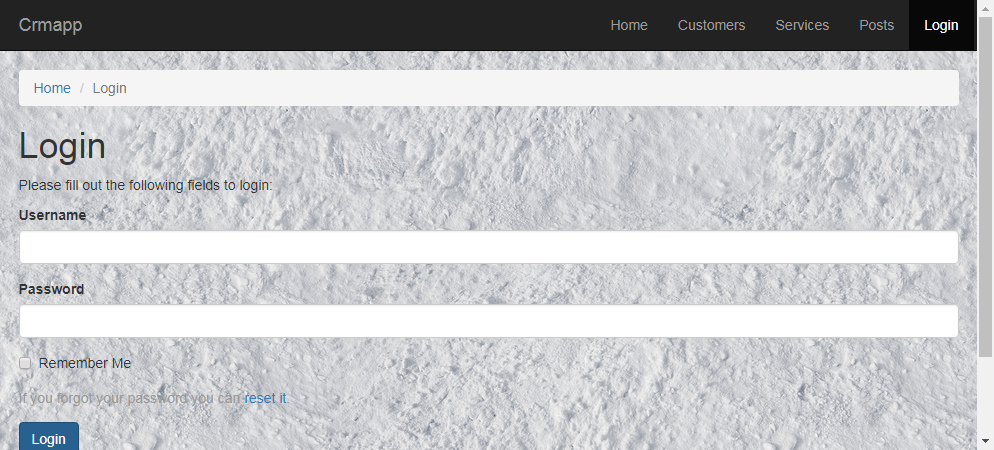 Crmapp Home Customers Services Posts Login
Home / Login
Login
Please fill out the following fields to login:
Username
Password
Remember Me
If you forgot your password you can reset it.
Login